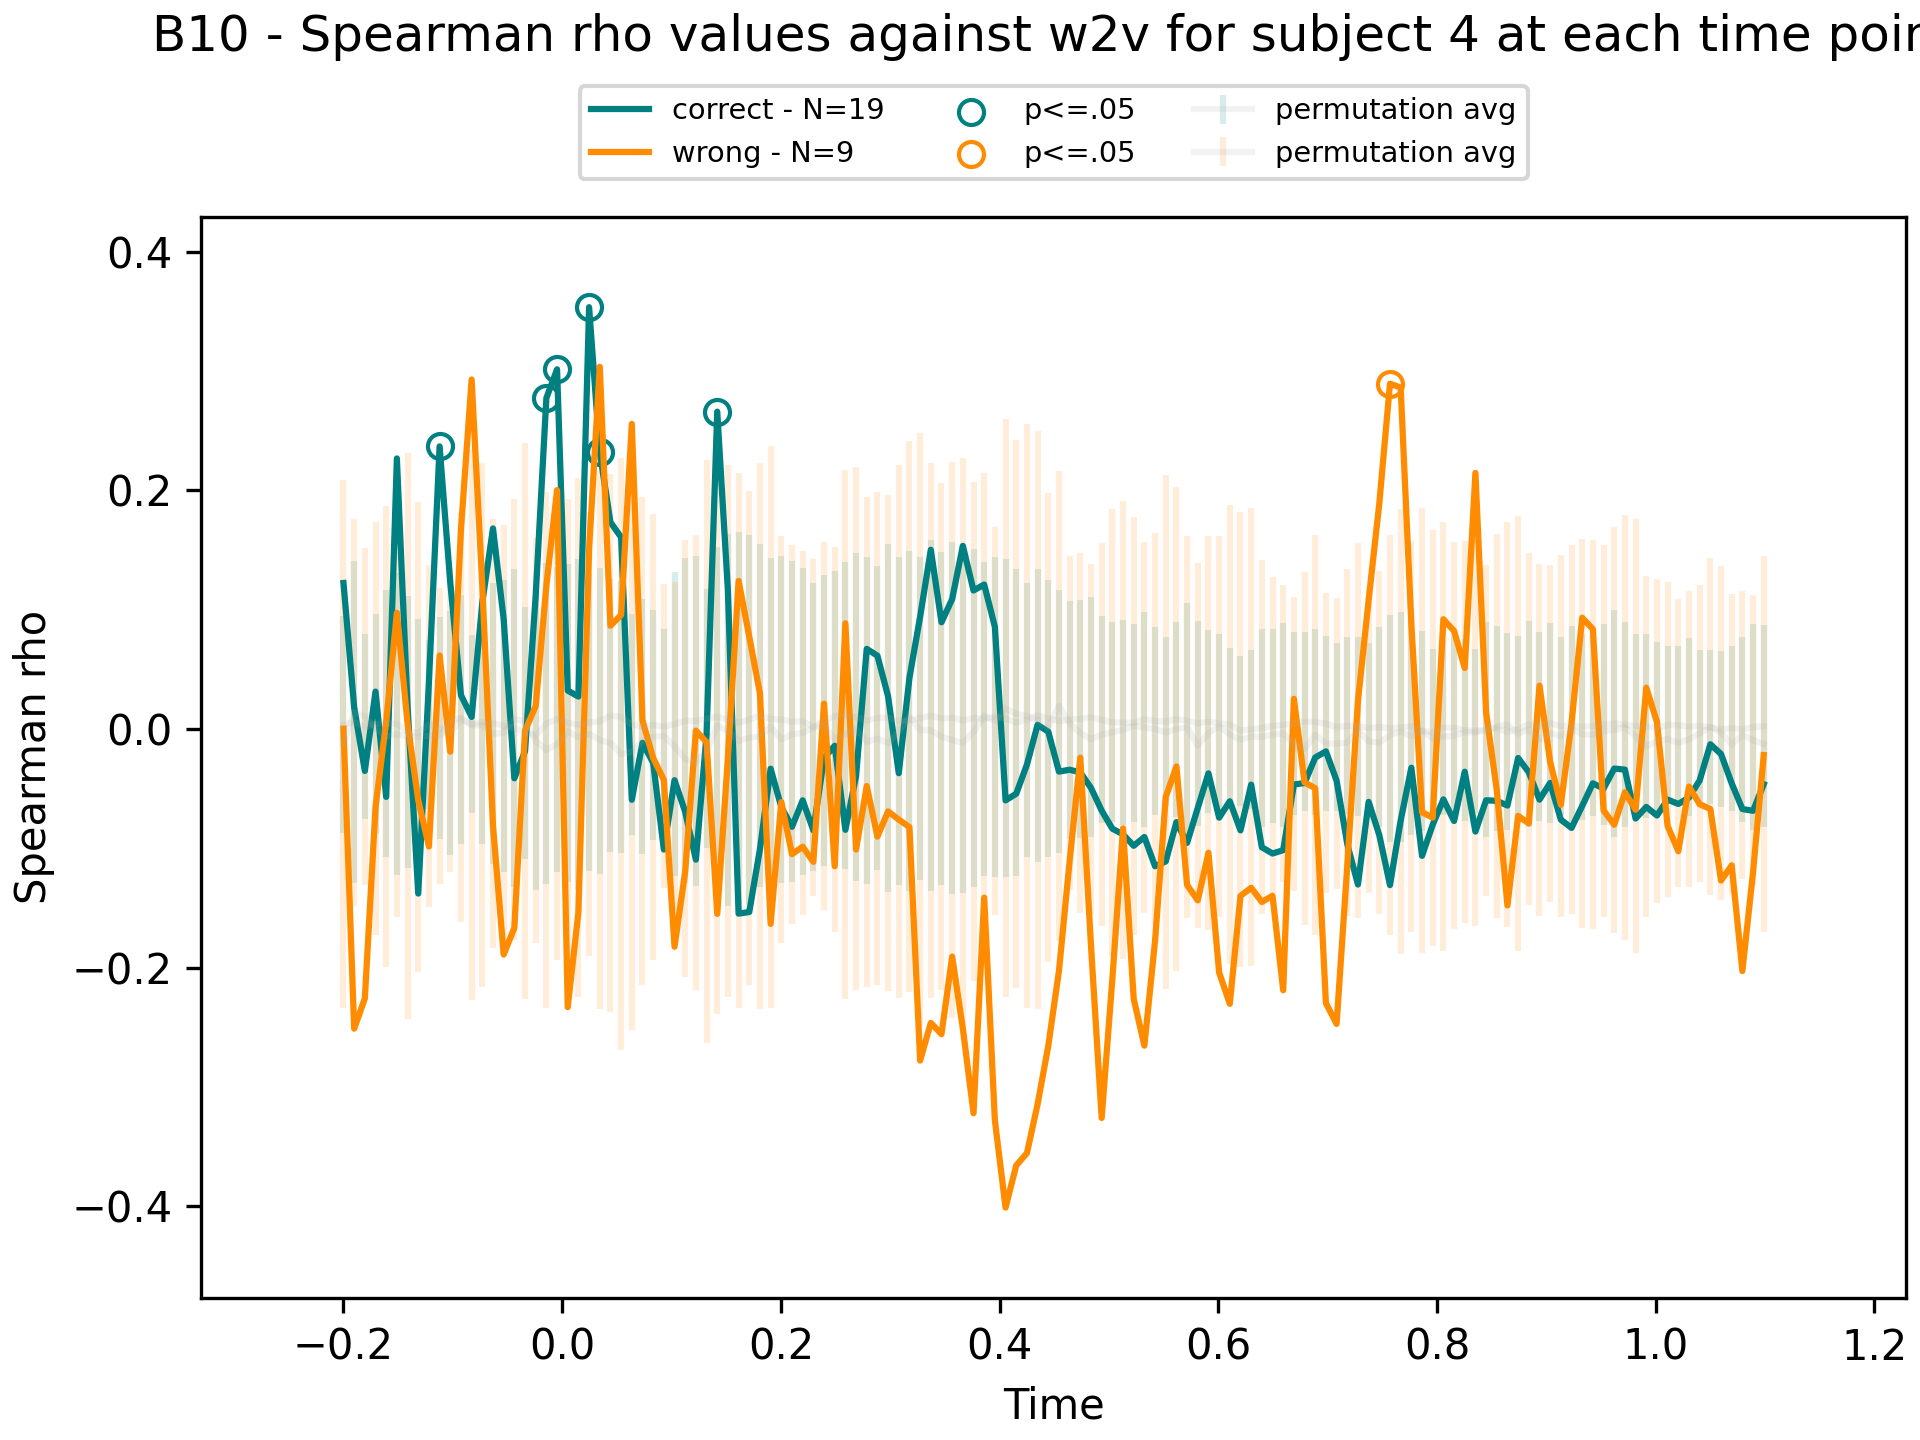 B10 - Spearman rho values against w2v for subject 4 at each time poin
correct - N=19
wrong - N=9
p<=.05
p<=.05
permutation avg
permutation avg
Spearman rho
0.4
0.2
0.0
−0.2
−0.4
−0.2 0.0 0.2 0.4 0.6 0.8 1.0 1.2
Time